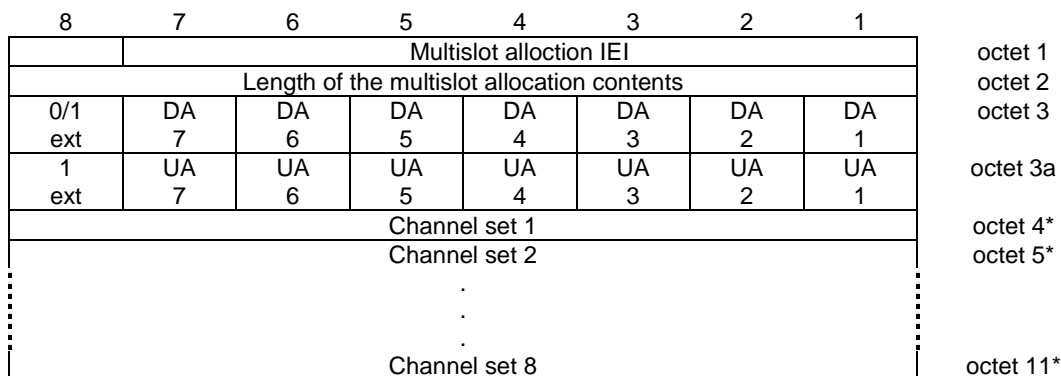 8 7 6 5 4 3 2 1
Multislot alloction IEI octet 1
Length of the multislot allocation contents octet 2
0/1 DA DA DA DA DA DA DA octet 3
ext 7 6 5 4 3 2 1
1 UA UA UA UA UA UA UA octet 3a
ext 7 6 5 4 3 2 1
Channel set 1 octet 4*
Channel set 2 octet 5*
.
.
.
Channel set 8 octet 11*